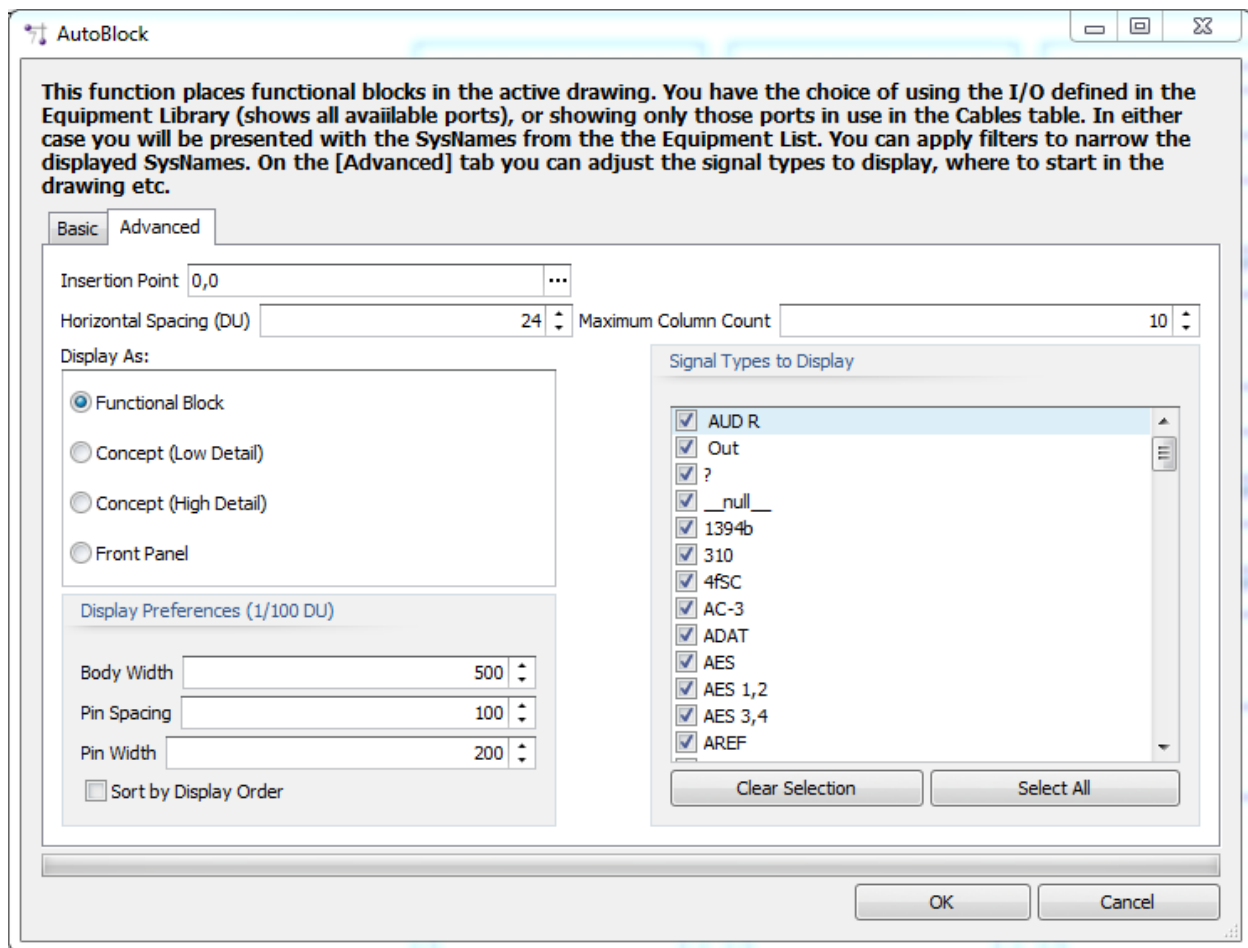 AutoBlock
This function places functional blocks in the active drawing. You have the choice of using the I/O defined in the
Equipment Library (shows all avaiilable ports), or showing only those ports in use in the Cables table. In either
case you will be presented with the SysNames from the the Equipment List. You can apply filters to narrow the
displayed SysNames. On the [Advanced] tab you can adjust the signal types to display, where to start in the
drawing etc.
Basic Advanced
Insertion Point 0,0 ...
Horizontal Spacing (DU) 24 Maximum Column Count 10
Display As:
Functional Block
Concept (Low Detail)
Concept (High Detail)
Front Panel
Display Preferences (1/100 DU)
Body Width 500
Pin Spacing 100
Pin Width 200
Sort by Display Order
Signal Types to Display
AUD R
Out
?
__null__
1394b
310
4fSC
AC-3
ADAT
AES
AES 1,2
AES 3,4
AREF
Clear Selection Select All
OK Cancel